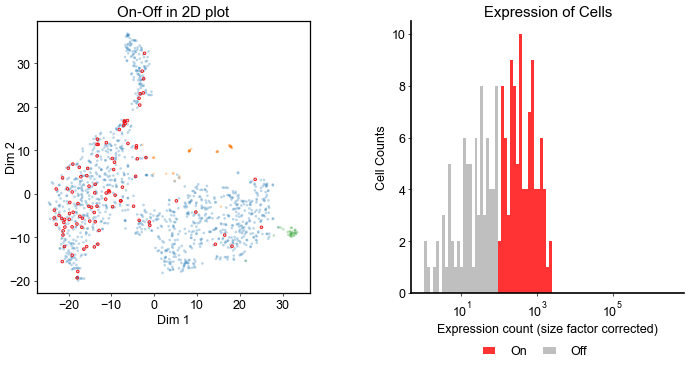 On-Off in 2D plot
Dim 2
30
20
10
0
−10
−20
−20 −10 0 10 20 30
Dim 1
Expression of Cells
Cell Counts
10
8
6
4
2
0
10^1 10^3 10^5
Expression count (size factor corrected)
On Off